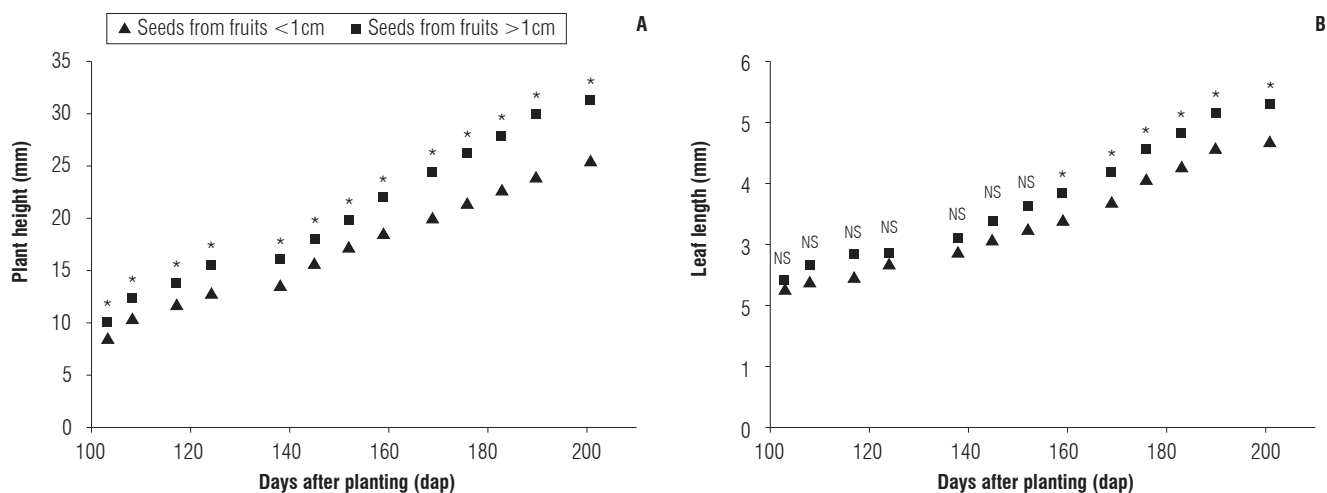 ▲ Seeds from fruits <1cm ■ Seeds from fruits >1cm
A
35
30
25
20
15
10
5
0
Plant height (mm)
* * * * * * * * * * * * *
100 120 140 160 180 200
Days after planting (dap)
B
6
5
4
3
5
1
0
Leaf length (mm)
NS NS NS NS NS NS NS * * * * * *
100 120 140 160 180 200
Days after planting (dap)